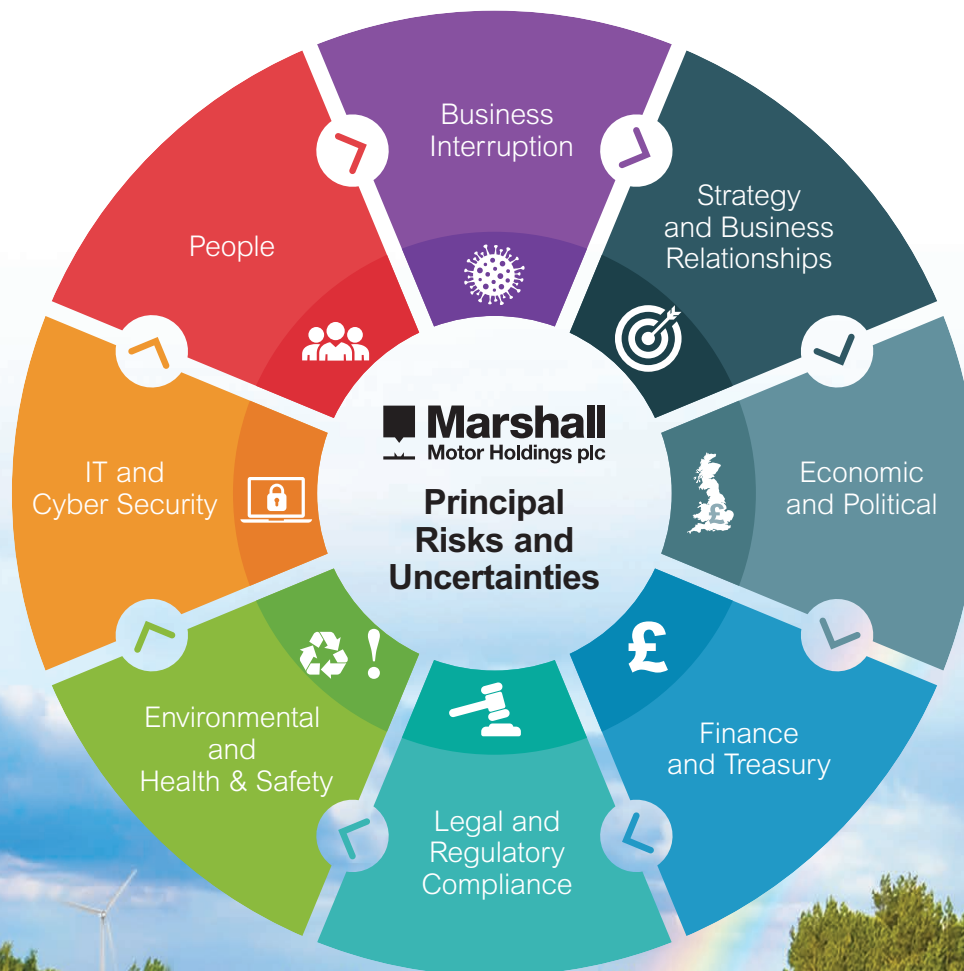 Business
Interruption
Strategy
and Business
Relationships
Economic
and Political
Finance
and Treasury
Legal and
Regulatory
Compliance
Environmental
and
Health & Safety
IT and
Cyber Security
People
Marshall
Motor Holdings plc
Principal
Risks and
Uncertainties
£
£
!